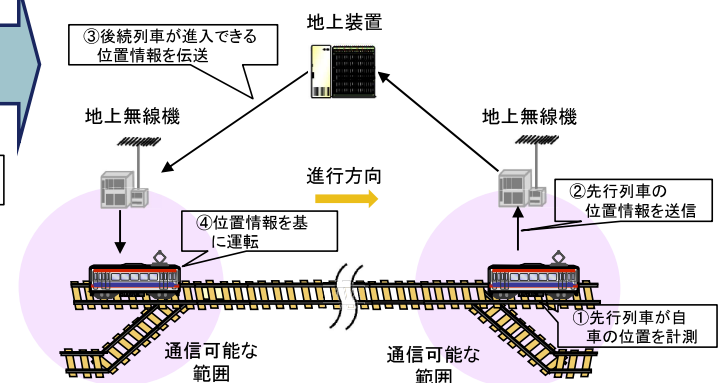 地上装置
③後続列車が進入できる
位置情報を伝送
地上無線機
地上無線機
進行方向
②先行列車の
位置情報を送信
④位置情報を基
に運転
①先行列車が自
車の位置を計測
通信可能な
範囲
通信可能な
範囲